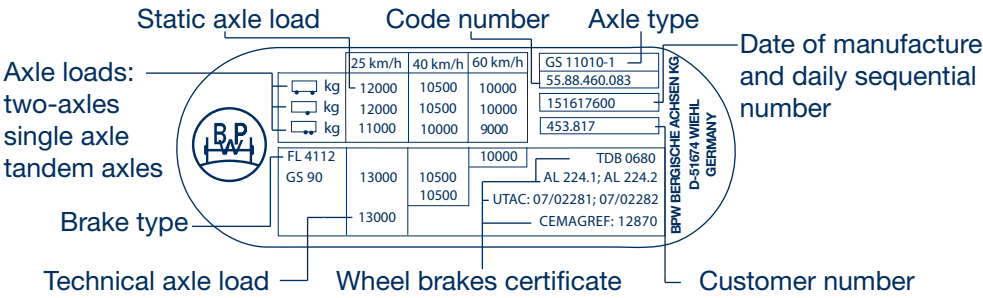 Static axle load
Code number
Axle type
Date of manufacture
and daily sequential
number
Axle loads:
two-axles
single axle
tandem axles
25 km/h 40 km/h 60 km/h
kg 12000 10500 10000
kg 12000 10500 10000
kg 11000 10000 9000
GS 11010-1
55.88.460.083
151617600
453.817
BPW
FL 4112
GS 90
13000
13000
10500
10500
10000
TDB 0680
AL 224.1; AL 224.2
UTAC: 07/02281; 07/02282
CEMAGREF: 12870
BPW BERGISCHE ACHSEN KG
D-51674 WIEHL
GERMANY
Brake type
Technical axle load
Wheel brakes certificate
Customer number